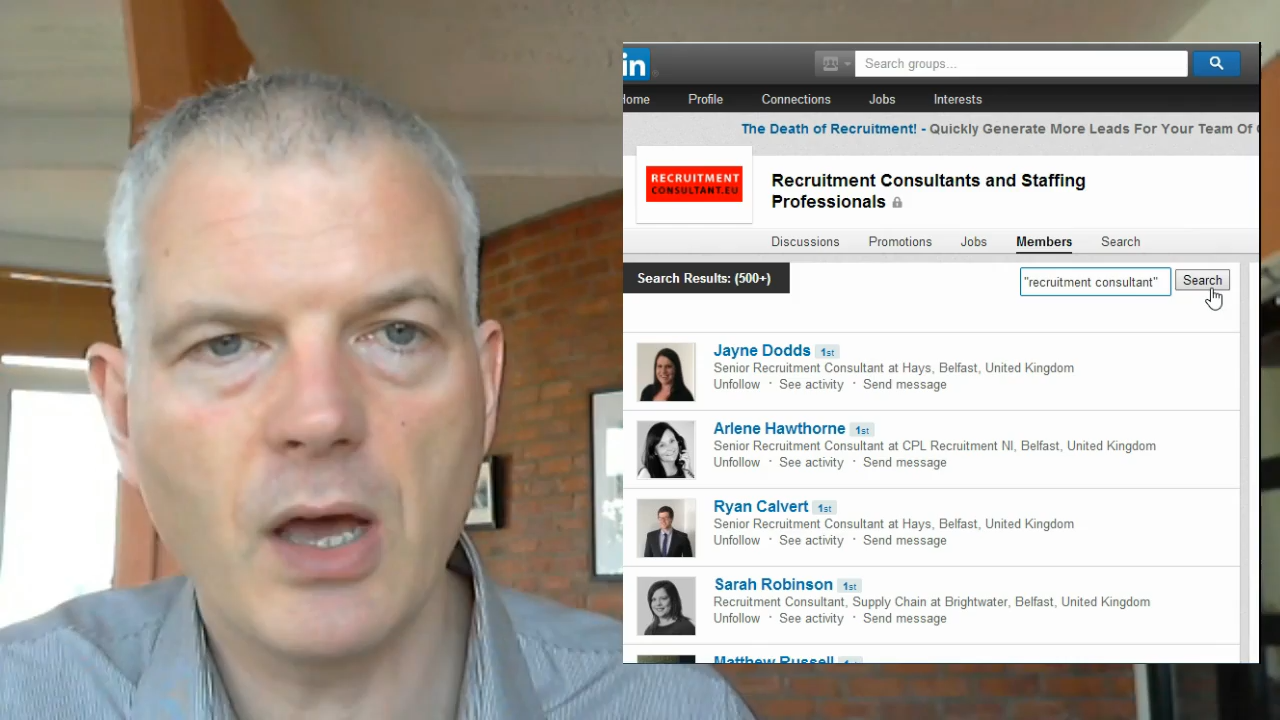 in
Search groups...
Home Profile Connections Jobs Interests
The Death of Recruitment! - Quickly Generate More Leads For Your Team Of
RECRUITMENT
CONSULTANT.EU
Recruitment Consultants and Staffing
Professionals
Discussions Promotions Jobs Members Search
Search Results: (500+)
"recruitment consultant" Search
Jayne Dodds 1st
Senior Recruitment Consultant at Hays, Belfast, United Kingdom
Unfollow · See activity · Send message
Arlene Hawthorne 1st
Senior Recruitment Consultant at CPL Recruitment NI, Belfast, United Kingdom
Unfollow · See activity · Send message
Ryan Calvert 1st
Senior Recruitment Consultant at Hays, Belfast, United Kingdom
Unfollow · See activity · Send message
Sarah Robinson 1st
Recruitment Consultant, Supply Chain at Brightwater, Belfast, United Kingdom
Unfollow · See activity · Send message
Matthew Russell 1st